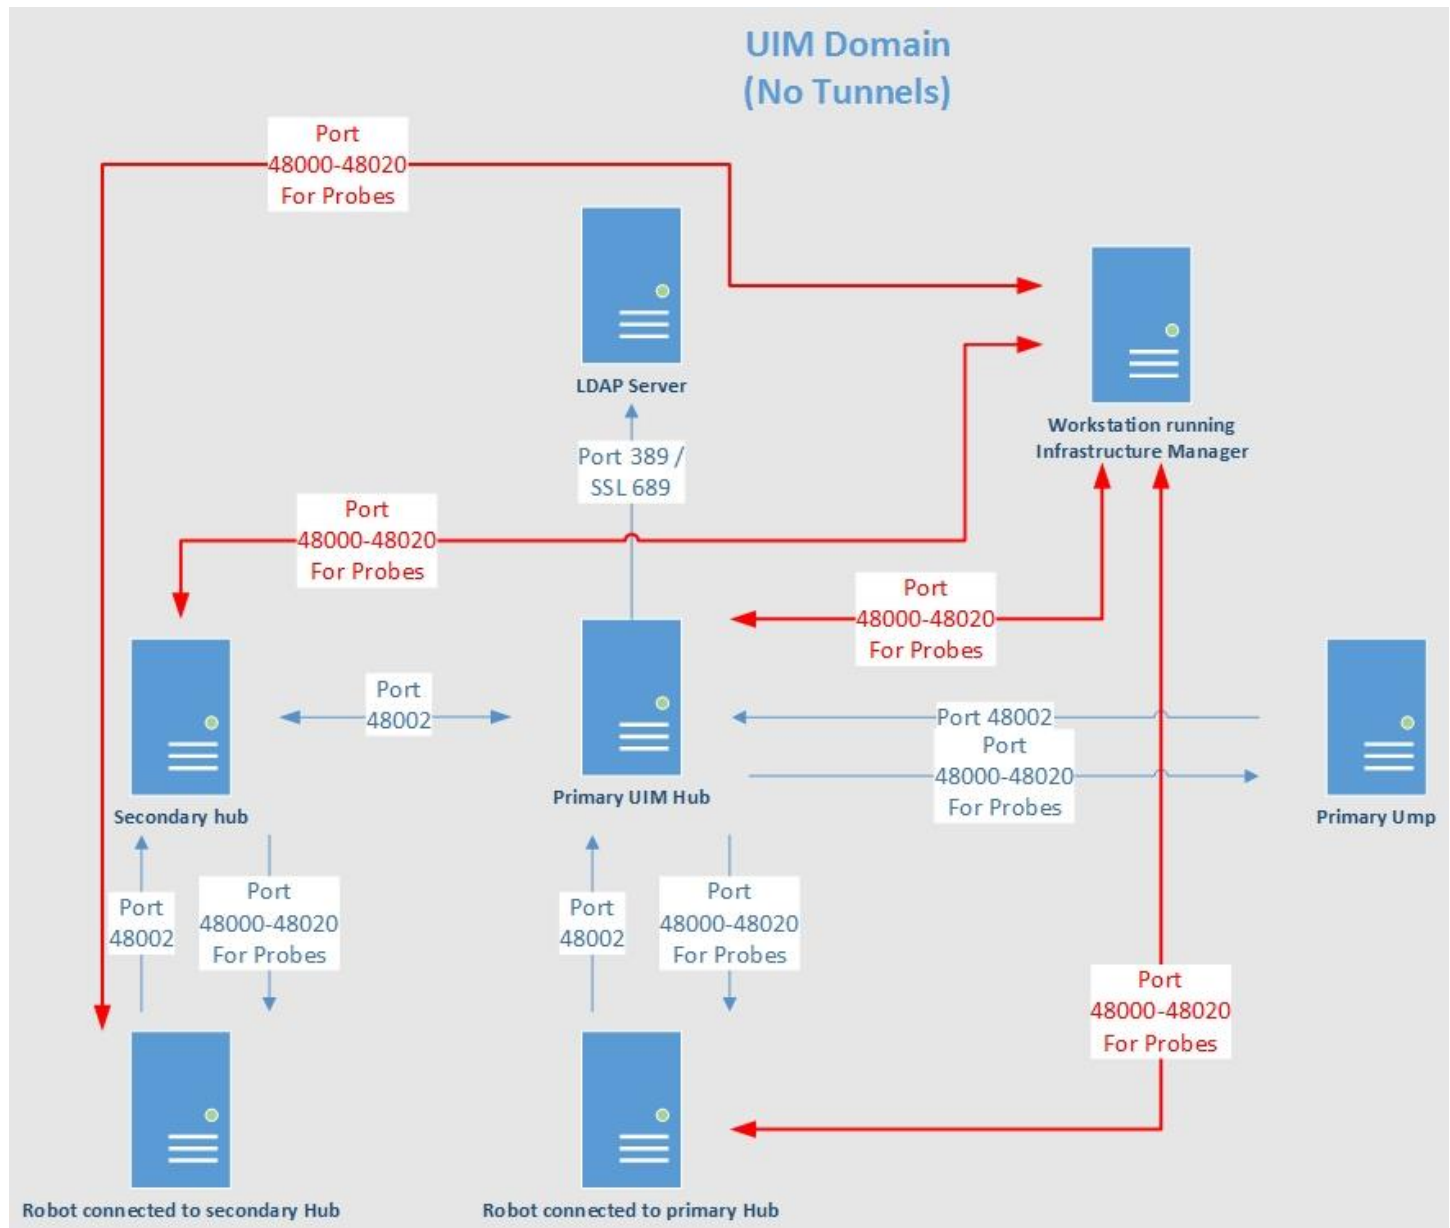 UIM Domain
(No Tunnels)
Port
48000-48020
For Probes
LDAP Server
Workstation running
Infrastructure Manager
Port 389 /
SSL 689
Port
48000-48020
For Probes
Port
48000-48020
For Probes
Port
48002
Port 48002
Port
48000-48020
For Probes
Secondary hub
Primary UIM Hub
Primary Ump
Port
48002
Port
48000-48020
For Probes
Port
48002
Port
48000-48020
For Probes
Port
48000-48020
For Probes
Robot connected to secondary Hub
Robot connected to primary Hub